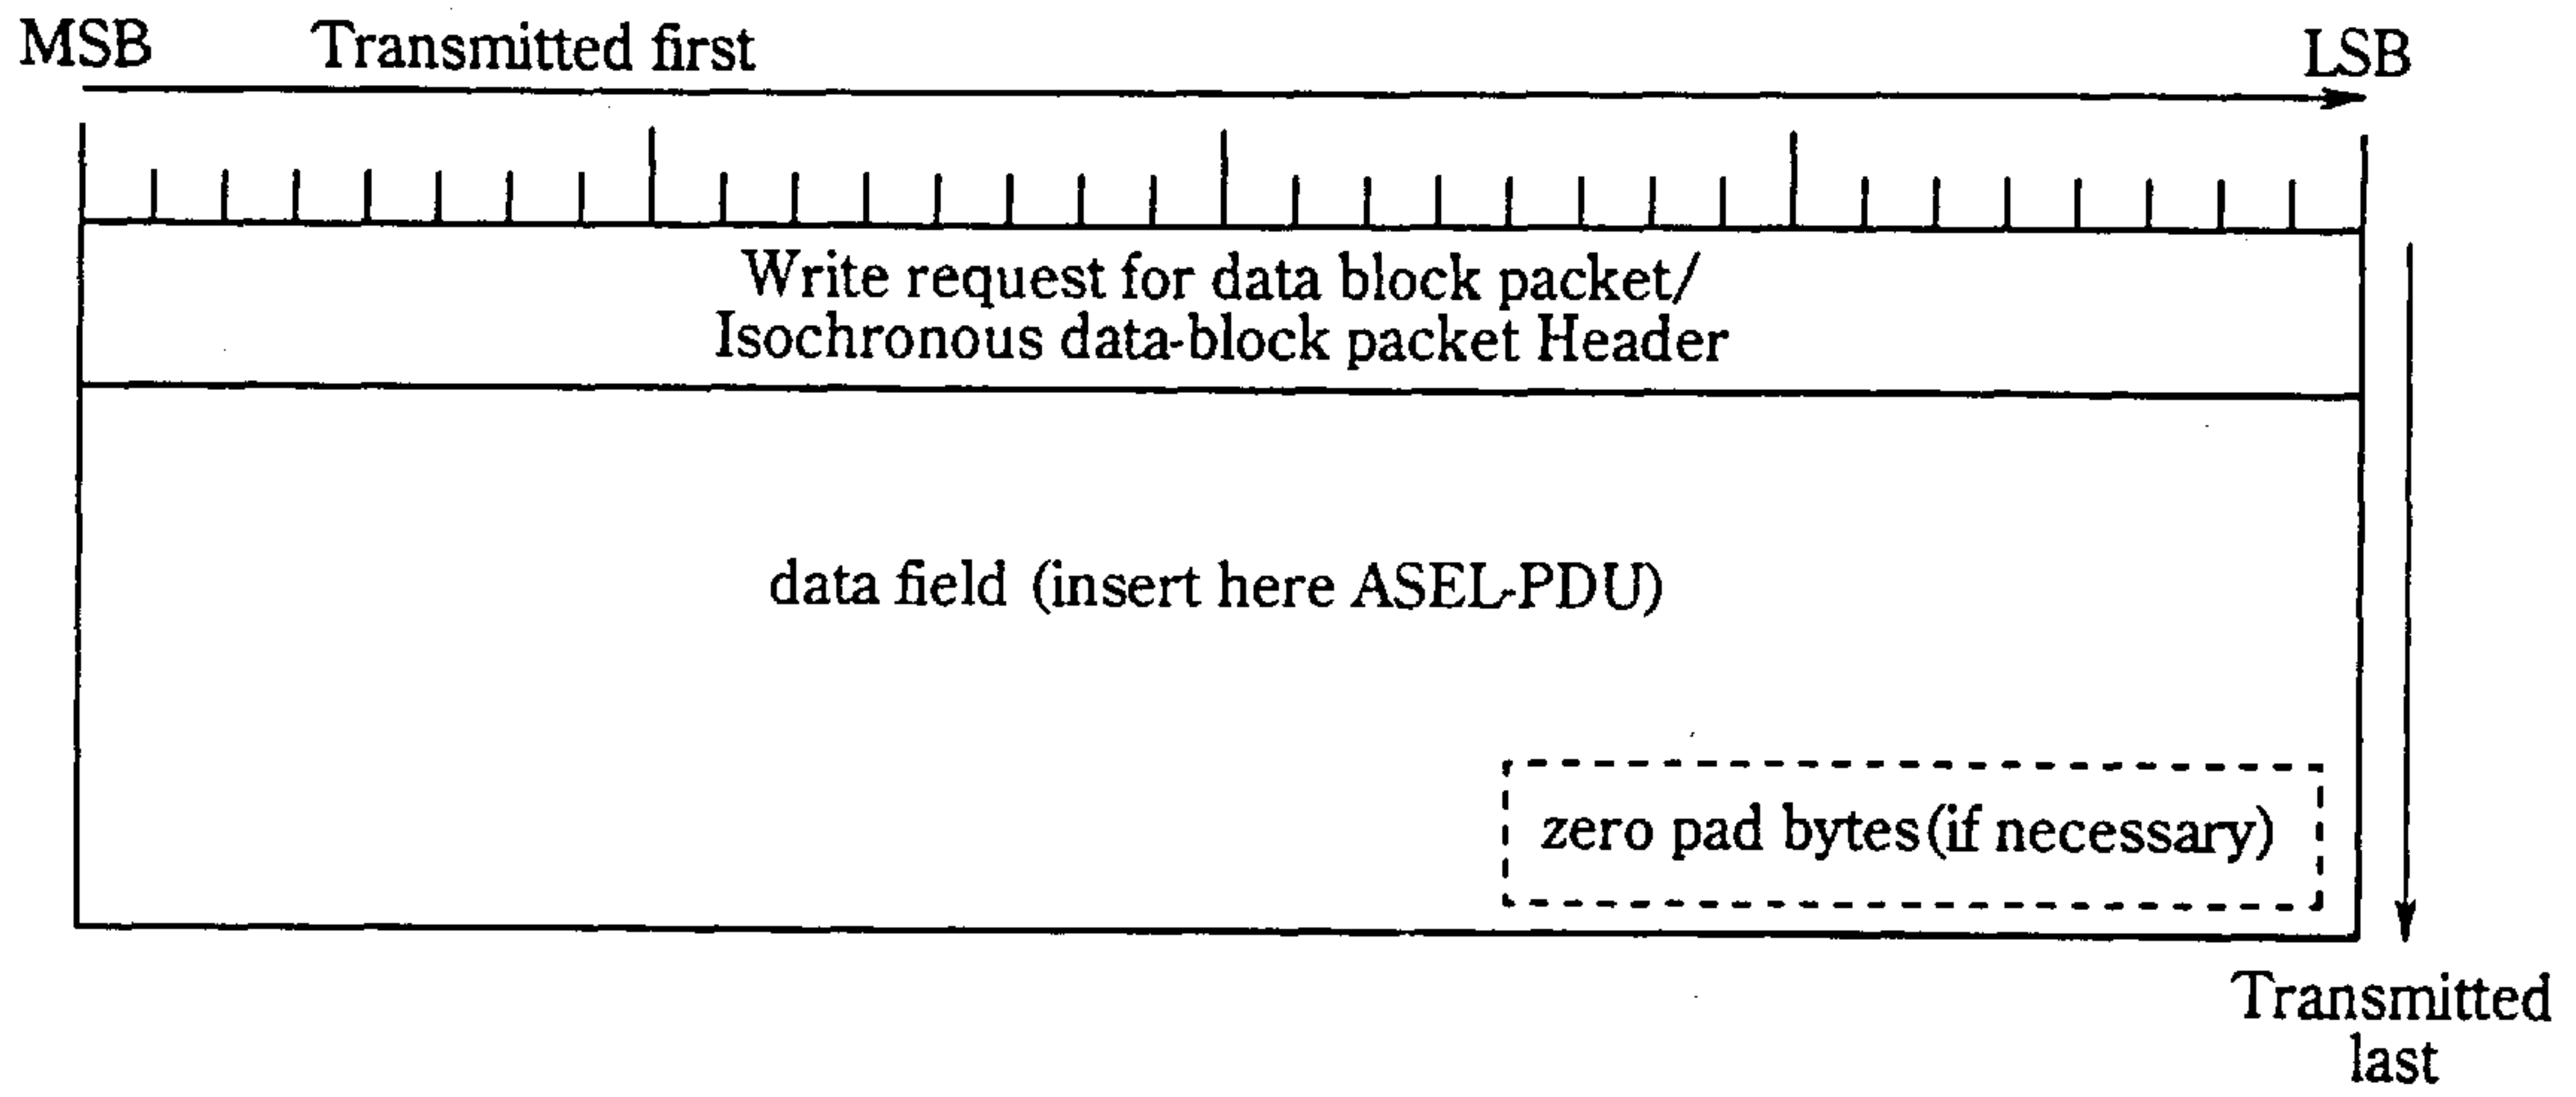 MSB Transmitted first LSB
Write request for data block packet/
Isochronous data-block packet Header
data field (insert here ASEL-PDU)
zero pad bytes(if necessary)
Transmitted
last